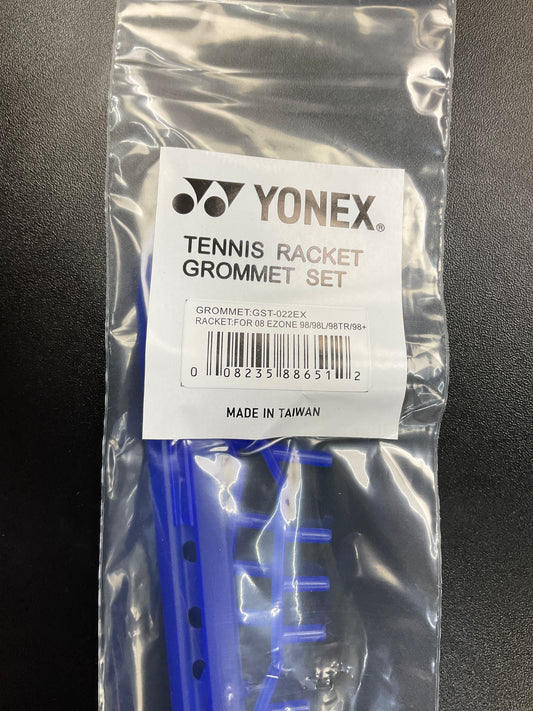 YONEX®
TENNIS RACKET
GROMMET SET
GROMMET:GST-022EX
RACKET:FOR 08 EZONE 98/98L/98TR/98+
0 08235 88651 2
MADE IN TAIWAN